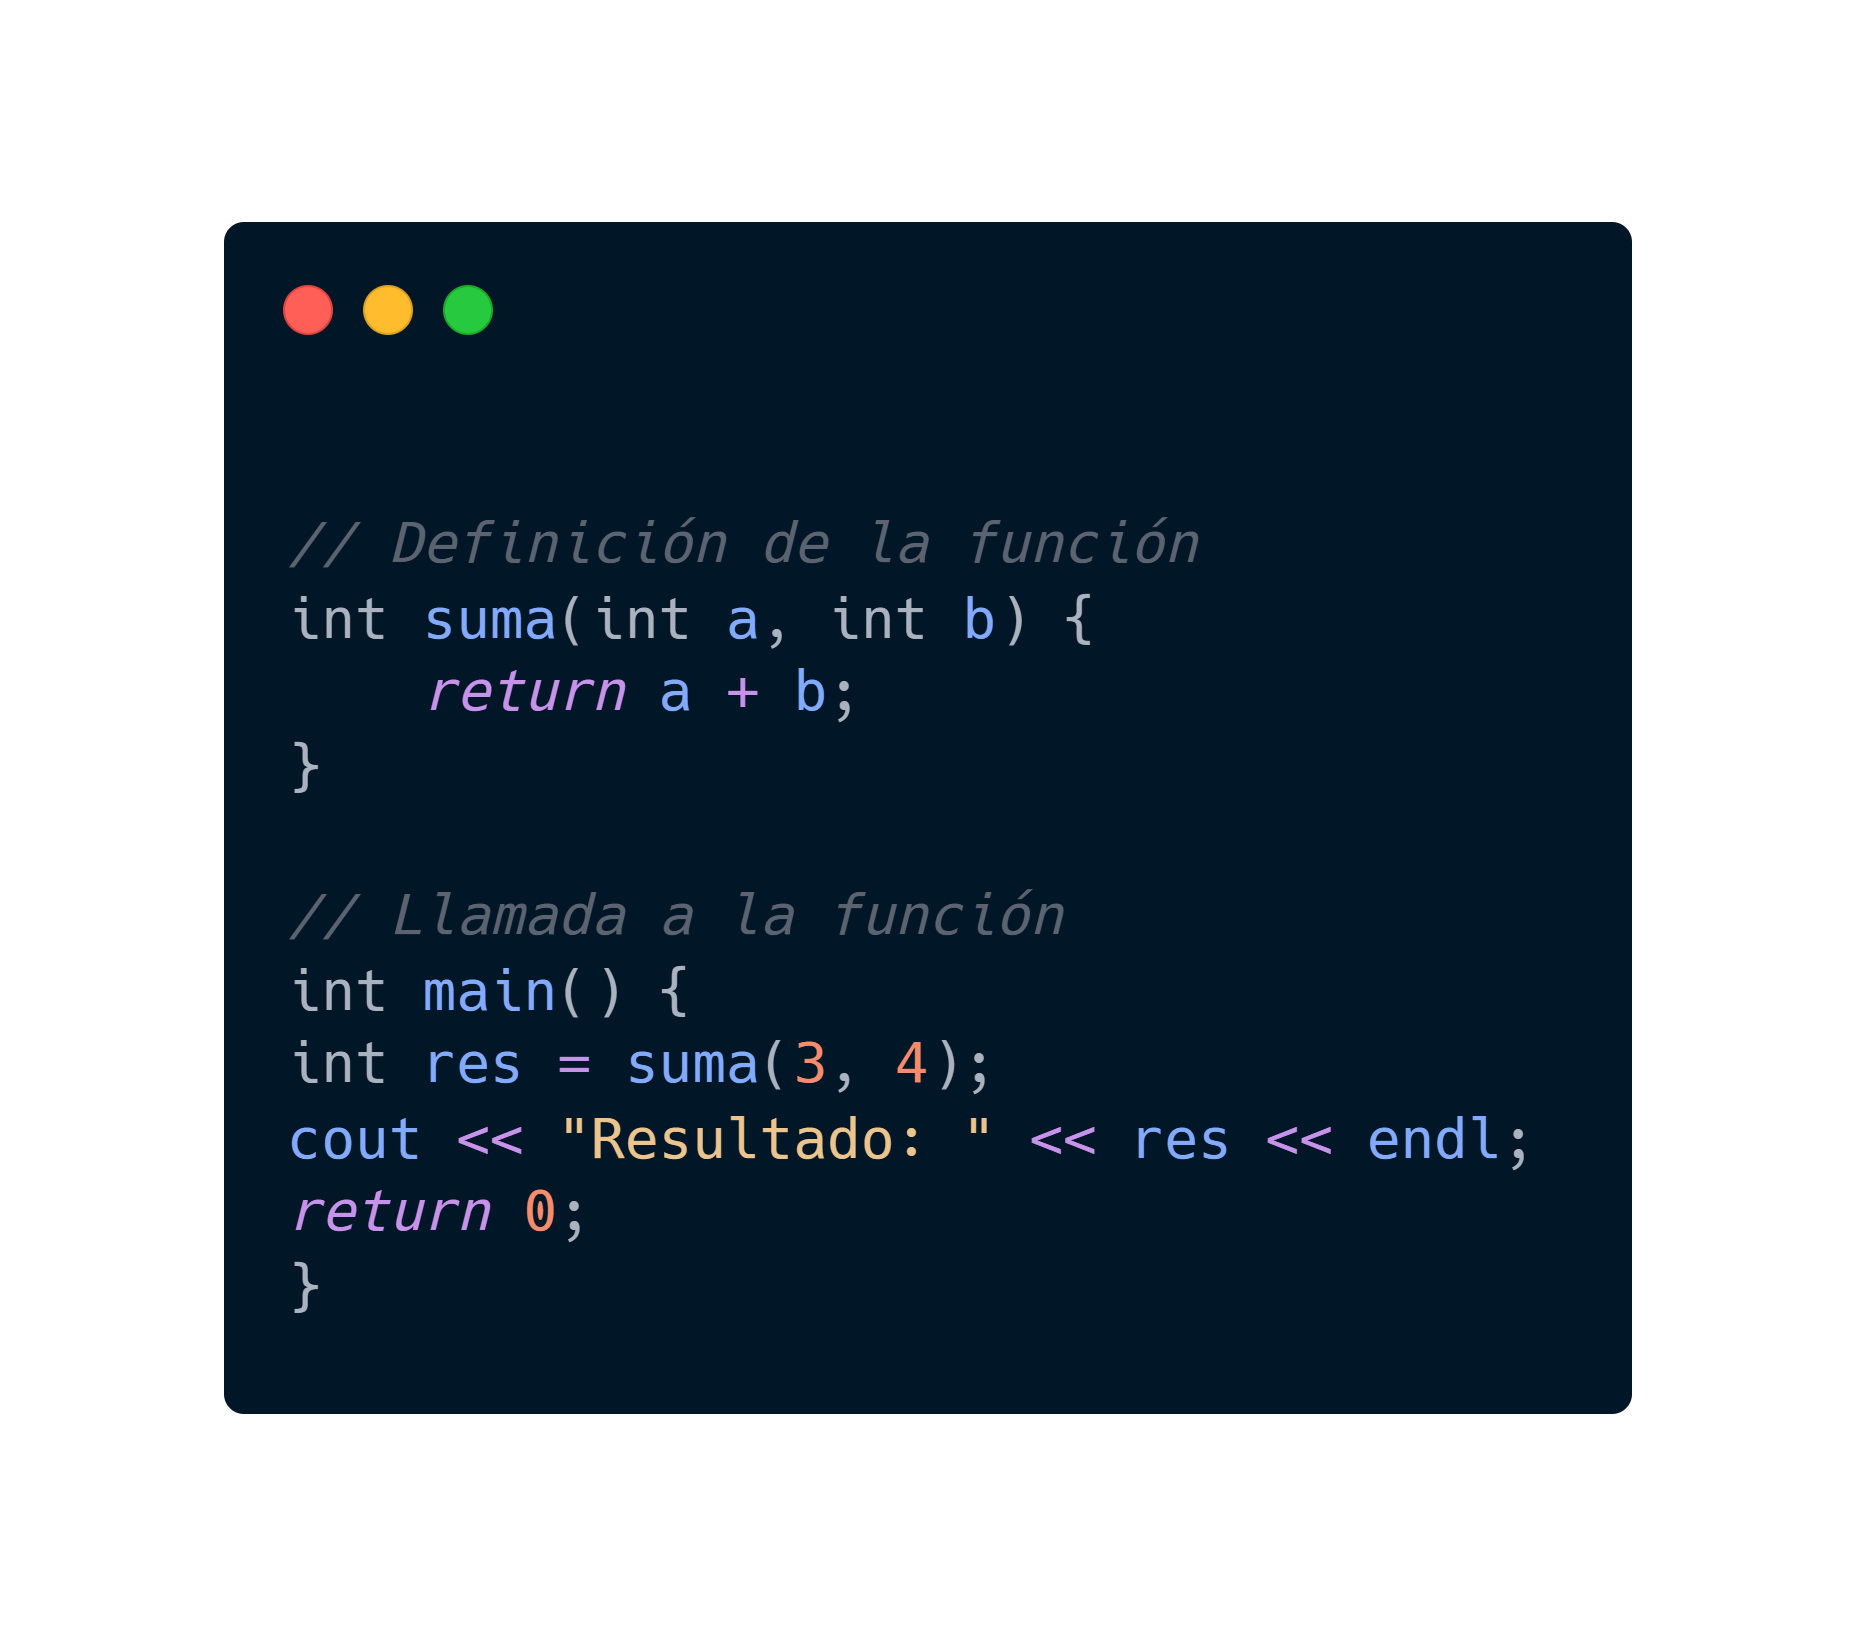 // Definición de la función
int suma(int a, int b) {
    return a + b;
}
// Llamada a la función
int main() {
int res = suma(3, 4);
cout << "Resultado: " << res << endl;
return 0;
}